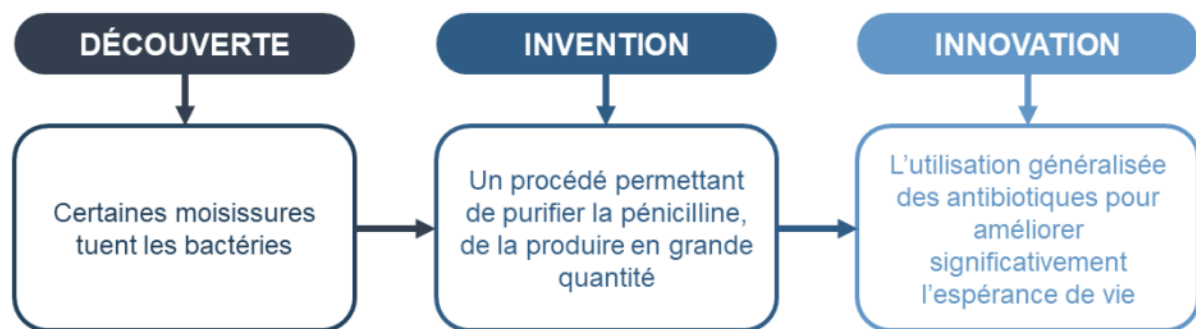 DÉCOUVERTE
INVENTION
INNOVATION
Certaines moisissures
tuent les bactéries
Un procédé permettant
de purifier la pénicilline,
de la produire en grande
quantité
L’utilisation généralisée
des antibiotiques pour
améliorer
significativement
l’espérance de vie